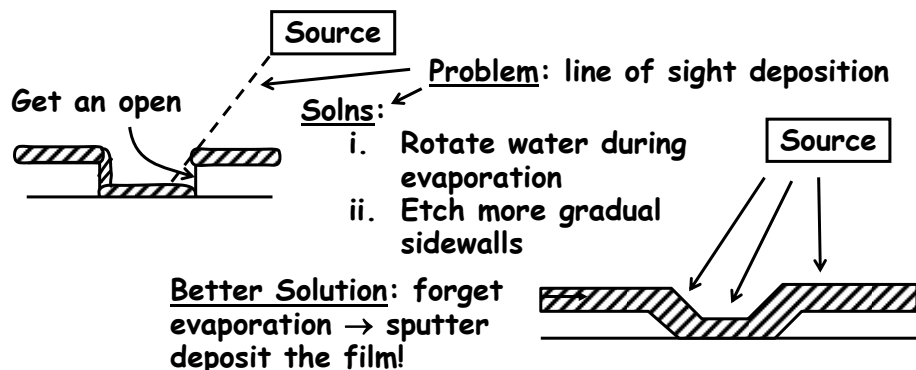 Source
Problem: line of sight deposition
Get an open
Solns:
i. Rotate water during
evaporation
ii. Etch more gradual
sidewalls
Source
Better Solution: forget
evaporation → sputter
deposit the film!